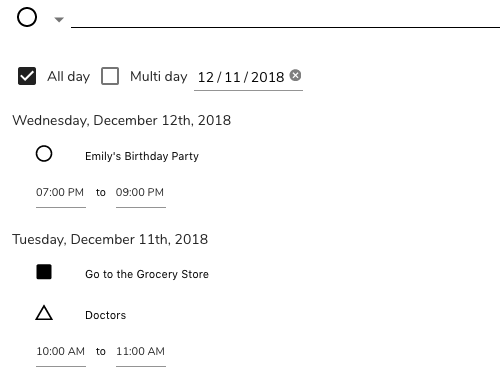 All day Multi day 12/11/2018
Wednesday, December 12th, 2018
Emily's Birthday Party
07:00 PM to 09:00 PM
Tuesday, December 11th, 2018
Go to the Grocery Store
Doctors
10:00 AM to 11:00 AM